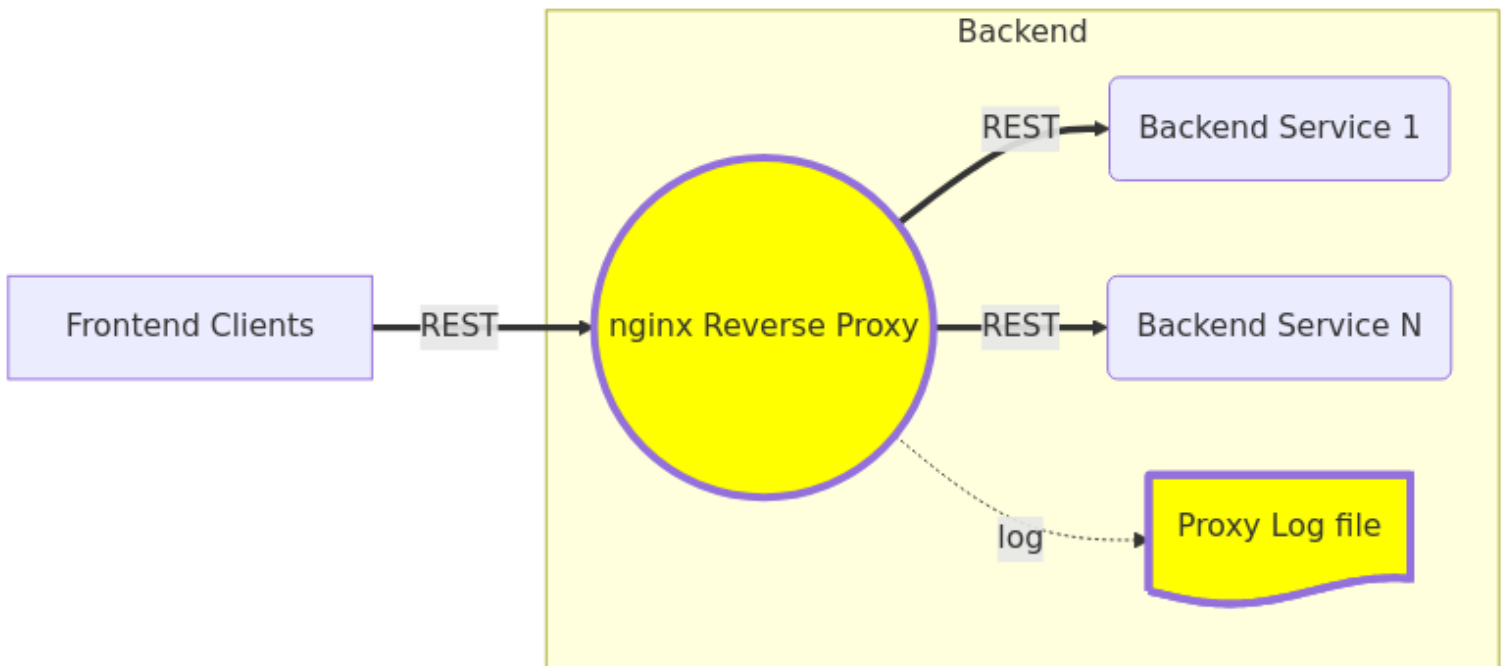 Backend
REST
Backend Service 1
Frontend Clients
REST
nginx Reverse Proxy
REST
Backend Service N
log
Proxy Log file